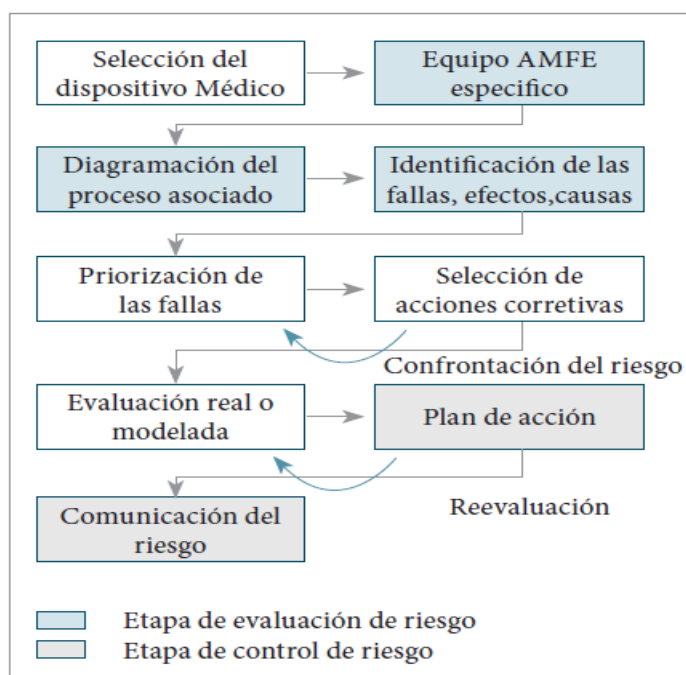 Selección del
dispositivo Médico
Equipo AMFE
especifico
Diagramación del
proceso asociado
Identificación de las
fallas, efectos,causas
Priorización de
las fallas
Selección de
acciones corretivas
Confrontación del riesgo
Evaluación real o
modelada
Plan de acción
Reevaluación
Comunicación del
riesgo
Etapa de evaluación de riesgo
Etapa de control de riesgo